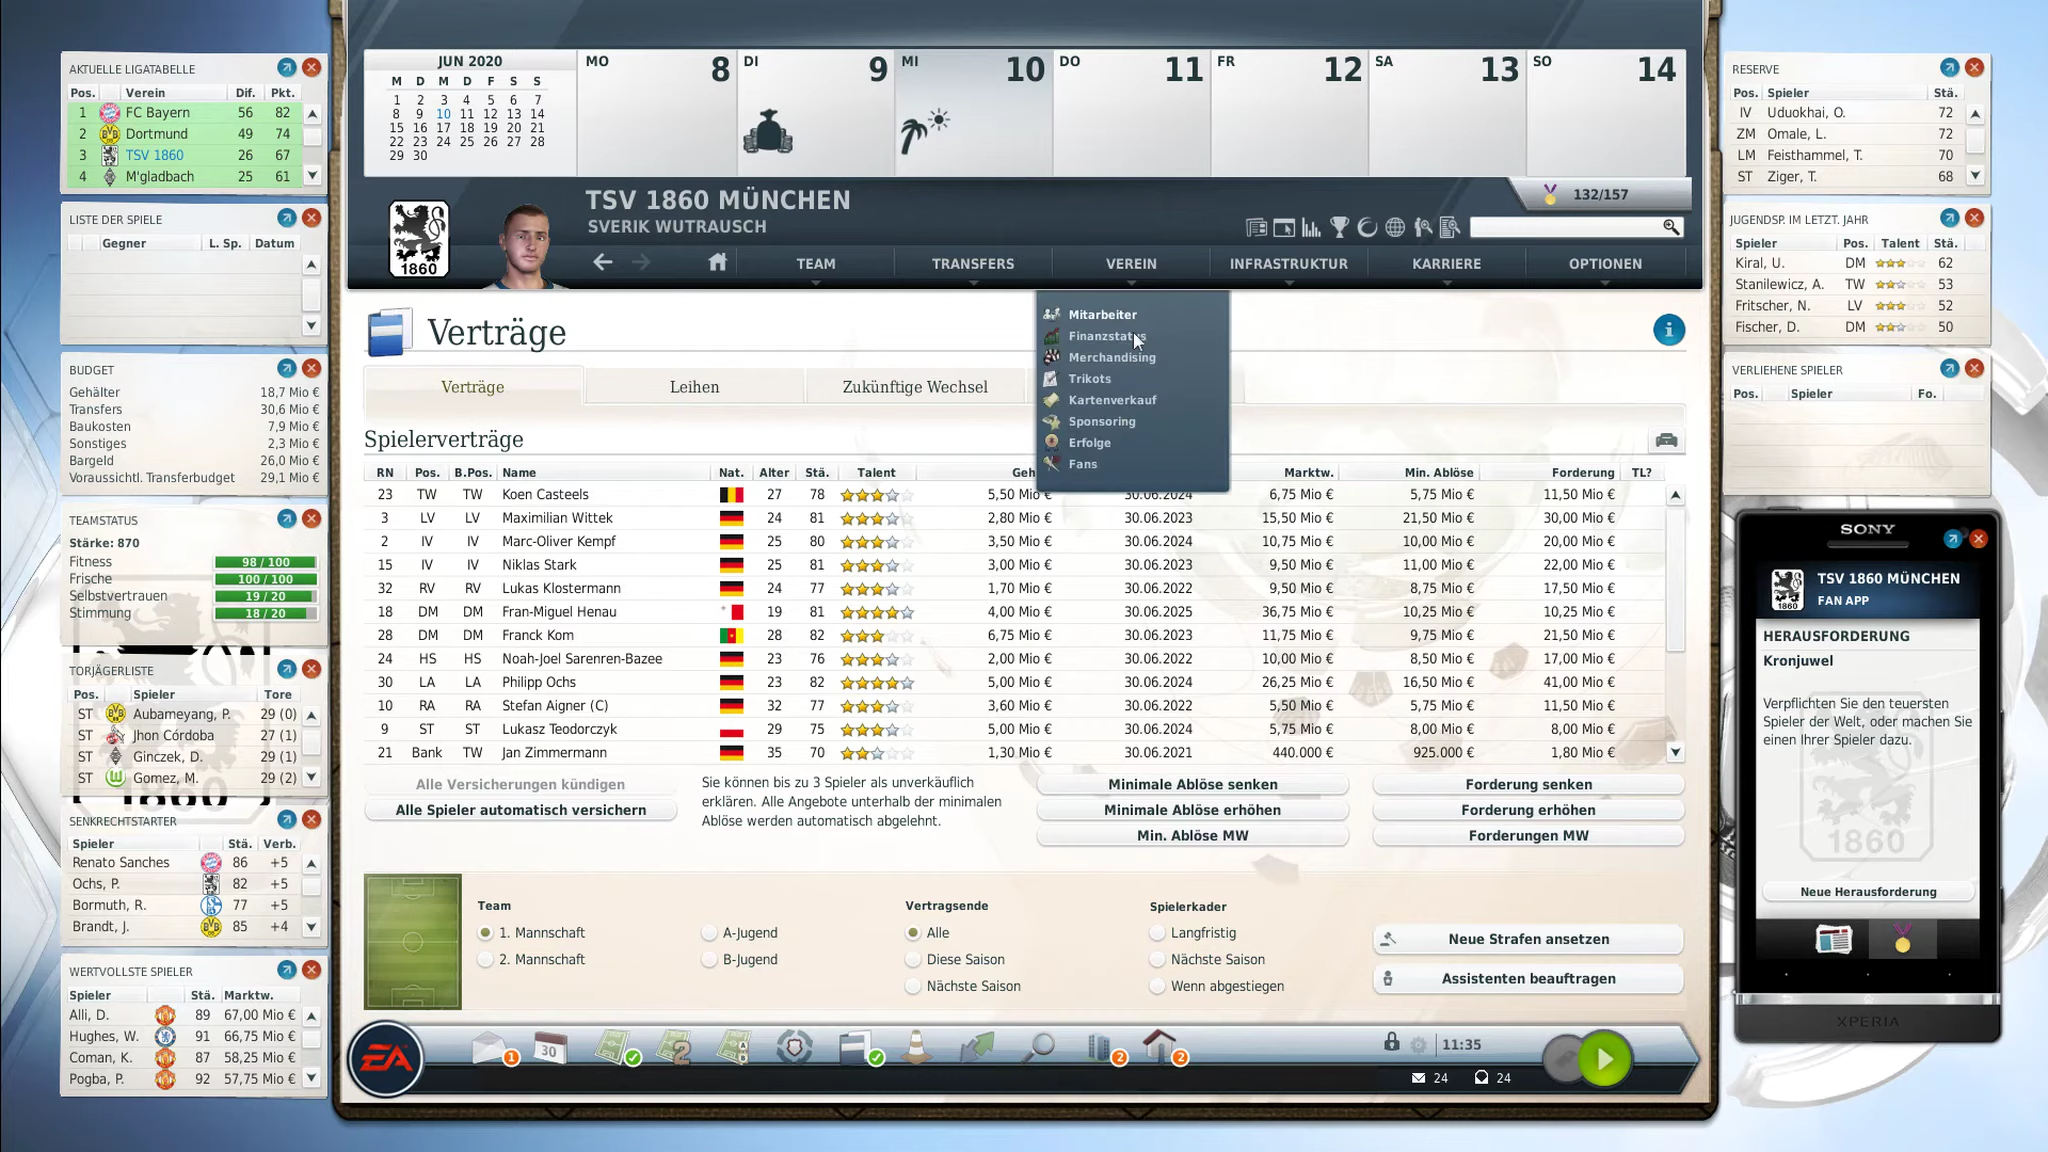 AKTUELLE LIGATABELLE
Pos. Verein Dif. Pkt.
1 FC Bayern 56 82
2 Dortmund 49 74
3 TSV 1860 26 67
4 M'gladbach 25 61
LISTE DER SPIELE
Gegner L. Sp. Datum
BUDGET
Gehälter 18,7 Mio €
Transfers 30,6 Mio €
Baukosten 7,9 Mio €
Sonstiges 2,3 Mio €
Bargeld 26,0 Mio €
Voraussichtl. Transferbudget 29,1 Mio €
TEAMSTATUS
Stärke: 870
Fitness 98 / 100
Frische 100 / 100
Selbstvertrauen 19 / 20
Stimmung 18 / 20
TORJÄGERLISTE
Pos. Spieler Tore
ST Aubameyang, P. 29 (0)
ST Jhon Córdoba 27 (1)
ST Ginczek, D. 29 (1)
ST Gomez, M. 29 (2)
SENKRECHTSTARTER
Spieler Stä. Verb.
Renato Sanches 86 +5
Ochs, P. 82 +5
Bormuth, R. 77 +5
Brandt, J. 85 +4
WERTVOLLSTE SPIELER
Spieler Stä. Marktw.
Alli, D. 89 67,00 Mio €
Hughes, W. 91 66,75 Mio €
Coman, K. 87 58,25 Mio €
Pogba, P. 92 57,75 Mio €
JUN 2020
M D M D F S S
1 2 3 4 5 6 7
8 9 10 11 12 13 14
15 16 17 18 19 20 21
22 23 24 25 26 27 28
29 30
MO 8 DI 9 MI 10 DO 11 FR 12 SA 13 SO 14
1860
TSV 1860 MÜNCHEN
SVERIK WUTRAUSCH
132/157
TEAM TRANSFERS VEREIN INFRASTRUKTUR KARRIERE OPTIONEN
Mitarbeiter
Finanzstatus
Merchandising
Trikots
Kartenverkauf
Sponsoring
Erfolge
Fans
Verträge
Verträge Leihen Zukünftige Wechsel
Spielerverträge
RN Pos. B.Pos. Name Nat. Alter Stä. Talent Geh Marktw. Min. Ablöse Forderung TL?
23 TW TW Koen Casteels 27 78 5,50 Mio € 30.06.2024 6,75 Mio € 5,75 Mio € 11,50 Mio €
3 LV LV Maximilian Wittek 24 81 2,80 Mio € 30.06.2023 15,50 Mio € 21,50 Mio € 30,00 Mio €
2 IV IV Marc-Oliver Kempf 25 80 3,50 Mio € 30.06.2024 10,75 Mio € 10,00 Mio € 20,00 Mio €
15 IV IV Niklas Stark 25 81 3,00 Mio € 30.06.2023 9,50 Mio € 11,00 Mio € 22,00 Mio €
32 RV RV Lukas Klostermann 24 77 1,70 Mio € 30.06.2022 9,50 Mio € 8,75 Mio € 17,50 Mio €
18 DM DM Fran-Miguel Henau 19 81 4,00 Mio € 30.06.2025 36,75 Mio € 10,25 Mio € 10,25 Mio €
28 DM DM Franck Kom 28 82 6,75 Mio € 30.06.2023 11,75 Mio € 9,75 Mio € 21,50 Mio €
24 HS HS Noah-Joel Sarenren-Bazee 23 76 2,00 Mio € 30.06.2022 10,00 Mio € 8,50 Mio € 17,00 Mio €
30 LA LA Philipp Ochs 23 82 5,00 Mio € 30.06.2024 26,25 Mio € 16,50 Mio € 41,00 Mio €
10 RA RA Stefan Aigner (C) 32 77 3,60 Mio € 30.06.2022 5,50 Mio € 5,75 Mio € 11,50 Mio €
9 ST ST Lukasz Teodorczyk 29 75 5,00 Mio € 30.06.2024 5,75 Mio € 8,00 Mio € 8,00 Mio €
21 Bank TW Jan Zimmermann 35 70 1,30 Mio € 30.06.2021 440.000 € 925.000 € 1,80 Mio €
Alle Versicherungen kündigen
Alle Spieler automatisch versichern
Sie können bis zu 3 Spieler als unverkäuflich
erklären. Alle Angebote unterhalb der minimalen
Ablöse werden automatisch abgelehnt.
Minimale Ablöse senken
Minimale Ablöse erhöhen
Min. Ablöse MW
Forderung senken
Forderung erhöhen
Forderungen MW
Team
1. Mannschaft A-Jugend
2. Mannschaft B-Jugend
Vertragsende
Alle
Diese Saison
Nächste Saison
Spielerkader
Langfristig
Nächste Saison
Wenn abgestiegen
Neue Strafen ansetzen
Assistenten beauftragen
EA
1 30 2 2 2
11:35
24 24
RESERVE
Pos. Spieler Stä.
IV Uduokhai, O. 72
ZM Omale, L. 72
LM Feisthammel, T. 70
ST Ziger, T. 68
JUGENDSP. IM LETZT. JAHR
Spieler Pos. Talent Stä.
Kiral, U. DM 62
Stanilewicz, A. TW 53
Fritscher, N. LV 52
Fischer, D. DM 50
VERLIEHENE SPIELER
Pos. Spieler Fo.
SONY
1860
TSV 1860 MÜNCHEN
FAN APP
HERAUSFORDERUNG
Kronjuwel
Verpflichten Sie den teuersten
Spieler der Welt, oder machen Sie
einen Ihrer Spieler dazu.
1860
Neue Herausforderung
XPERIA